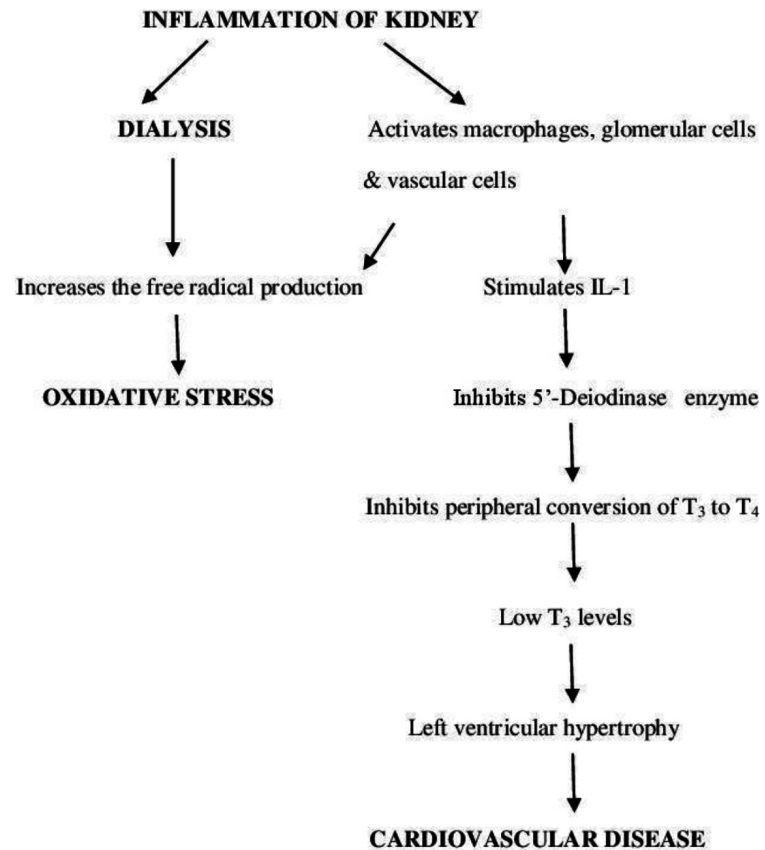 INFLAMMATION OF KIDNEY
DIALYSIS
Activates macrophages, glomerular cells
& vascular cells
Increases the free radical production
Stimulates IL-1
OXIDATIVE STRESS
Inhibits 5’-Deiodinase enzyme
Inhibits peripheral conversion of T₃ to T₄
Low T₃ levels
Left ventricular hypertrophy
CARDIOVASCULAR DISEASE